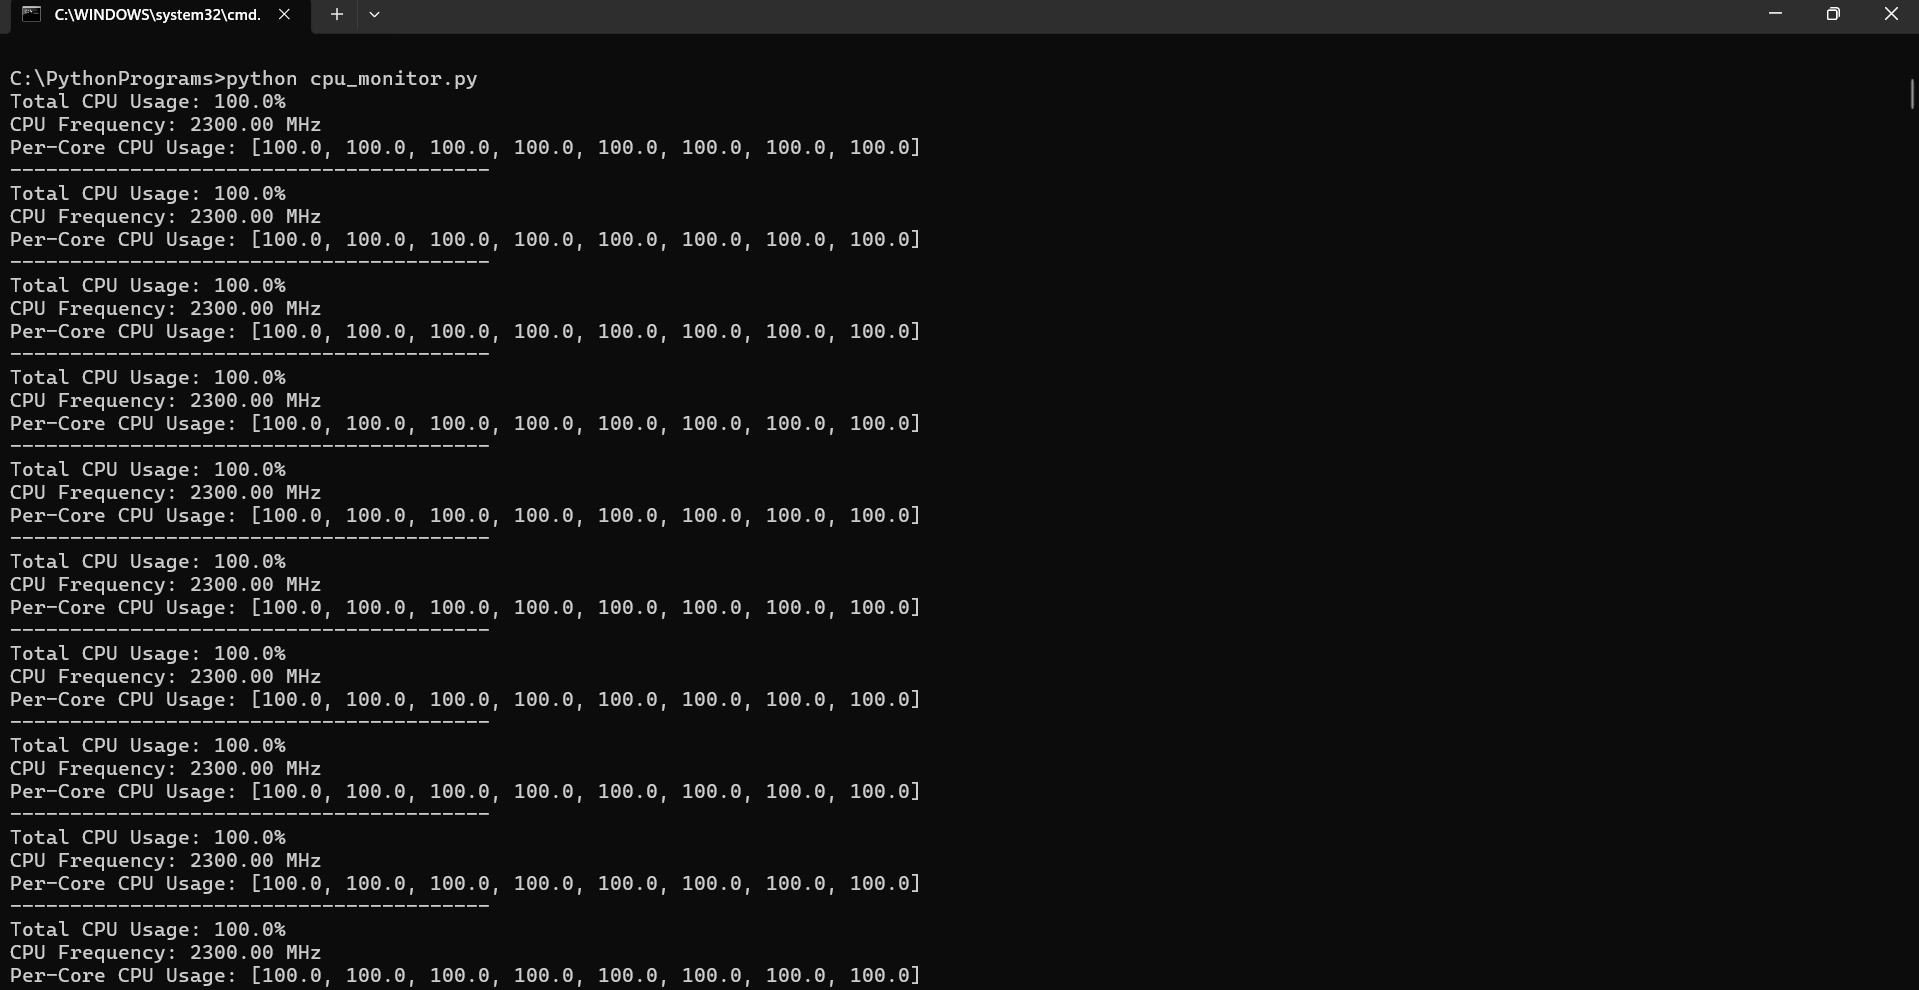 C:\WINDOWS\system32\cmd.
C:\PythonPrograms>python cpu_monitor.py
Total CPU Usage: 100.0%
CPU Frequency: 2300.00 MHz
Per-Core CPU Usage: [100.0, 100.0, 100.0, 100.0, 100.0, 100.0, 100.0, 100.0]
----------------------------------------
Total CPU Usage: 100.0%
CPU Frequency: 2300.00 MHz
Per-Core CPU Usage: [100.0, 100.0, 100.0, 100.0, 100.0, 100.0, 100.0, 100.0]
----------------------------------------
Total CPU Usage: 100.0%
CPU Frequency: 2300.00 MHz
Per-Core CPU Usage: [100.0, 100.0, 100.0, 100.0, 100.0, 100.0, 100.0, 100.0]
----------------------------------------
Total CPU Usage: 100.0%
CPU Frequency: 2300.00 MHz
Per-Core CPU Usage: [100.0, 100.0, 100.0, 100.0, 100.0, 100.0, 100.0, 100.0]
----------------------------------------
Total CPU Usage: 100.0%
CPU Frequency: 2300.00 MHz
Per-Core CPU Usage: [100.0, 100.0, 100.0, 100.0, 100.0, 100.0, 100.0, 100.0]
----------------------------------------
Total CPU Usage: 100.0%
CPU Frequency: 2300.00 MHz
Per-Core CPU Usage: [100.0, 100.0, 100.0, 100.0, 100.0, 100.0, 100.0, 100.0]
----------------------------------------
Total CPU Usage: 100.0%
CPU Frequency: 2300.00 MHz
Per-Core CPU Usage: [100.0, 100.0, 100.0, 100.0, 100.0, 100.0, 100.0, 100.0]
----------------------------------------
Total CPU Usage: 100.0%
CPU Frequency: 2300.00 MHz
Per-Core CPU Usage: [100.0, 100.0, 100.0, 100.0, 100.0, 100.0, 100.0, 100.0]
----------------------------------------
Total CPU Usage: 100.0%
CPU Frequency: 2300.00 MHz
Per-Core CPU Usage: [100.0, 100.0, 100.0, 100.0, 100.0, 100.0, 100.0, 100.0]
----------------------------------------
Total CPU Usage: 100.0%
CPU Frequency: 2300.00 MHz
Per-Core CPU Usage: [100.0, 100.0, 100.0, 100.0, 100.0, 100.0, 100.0, 100.0]